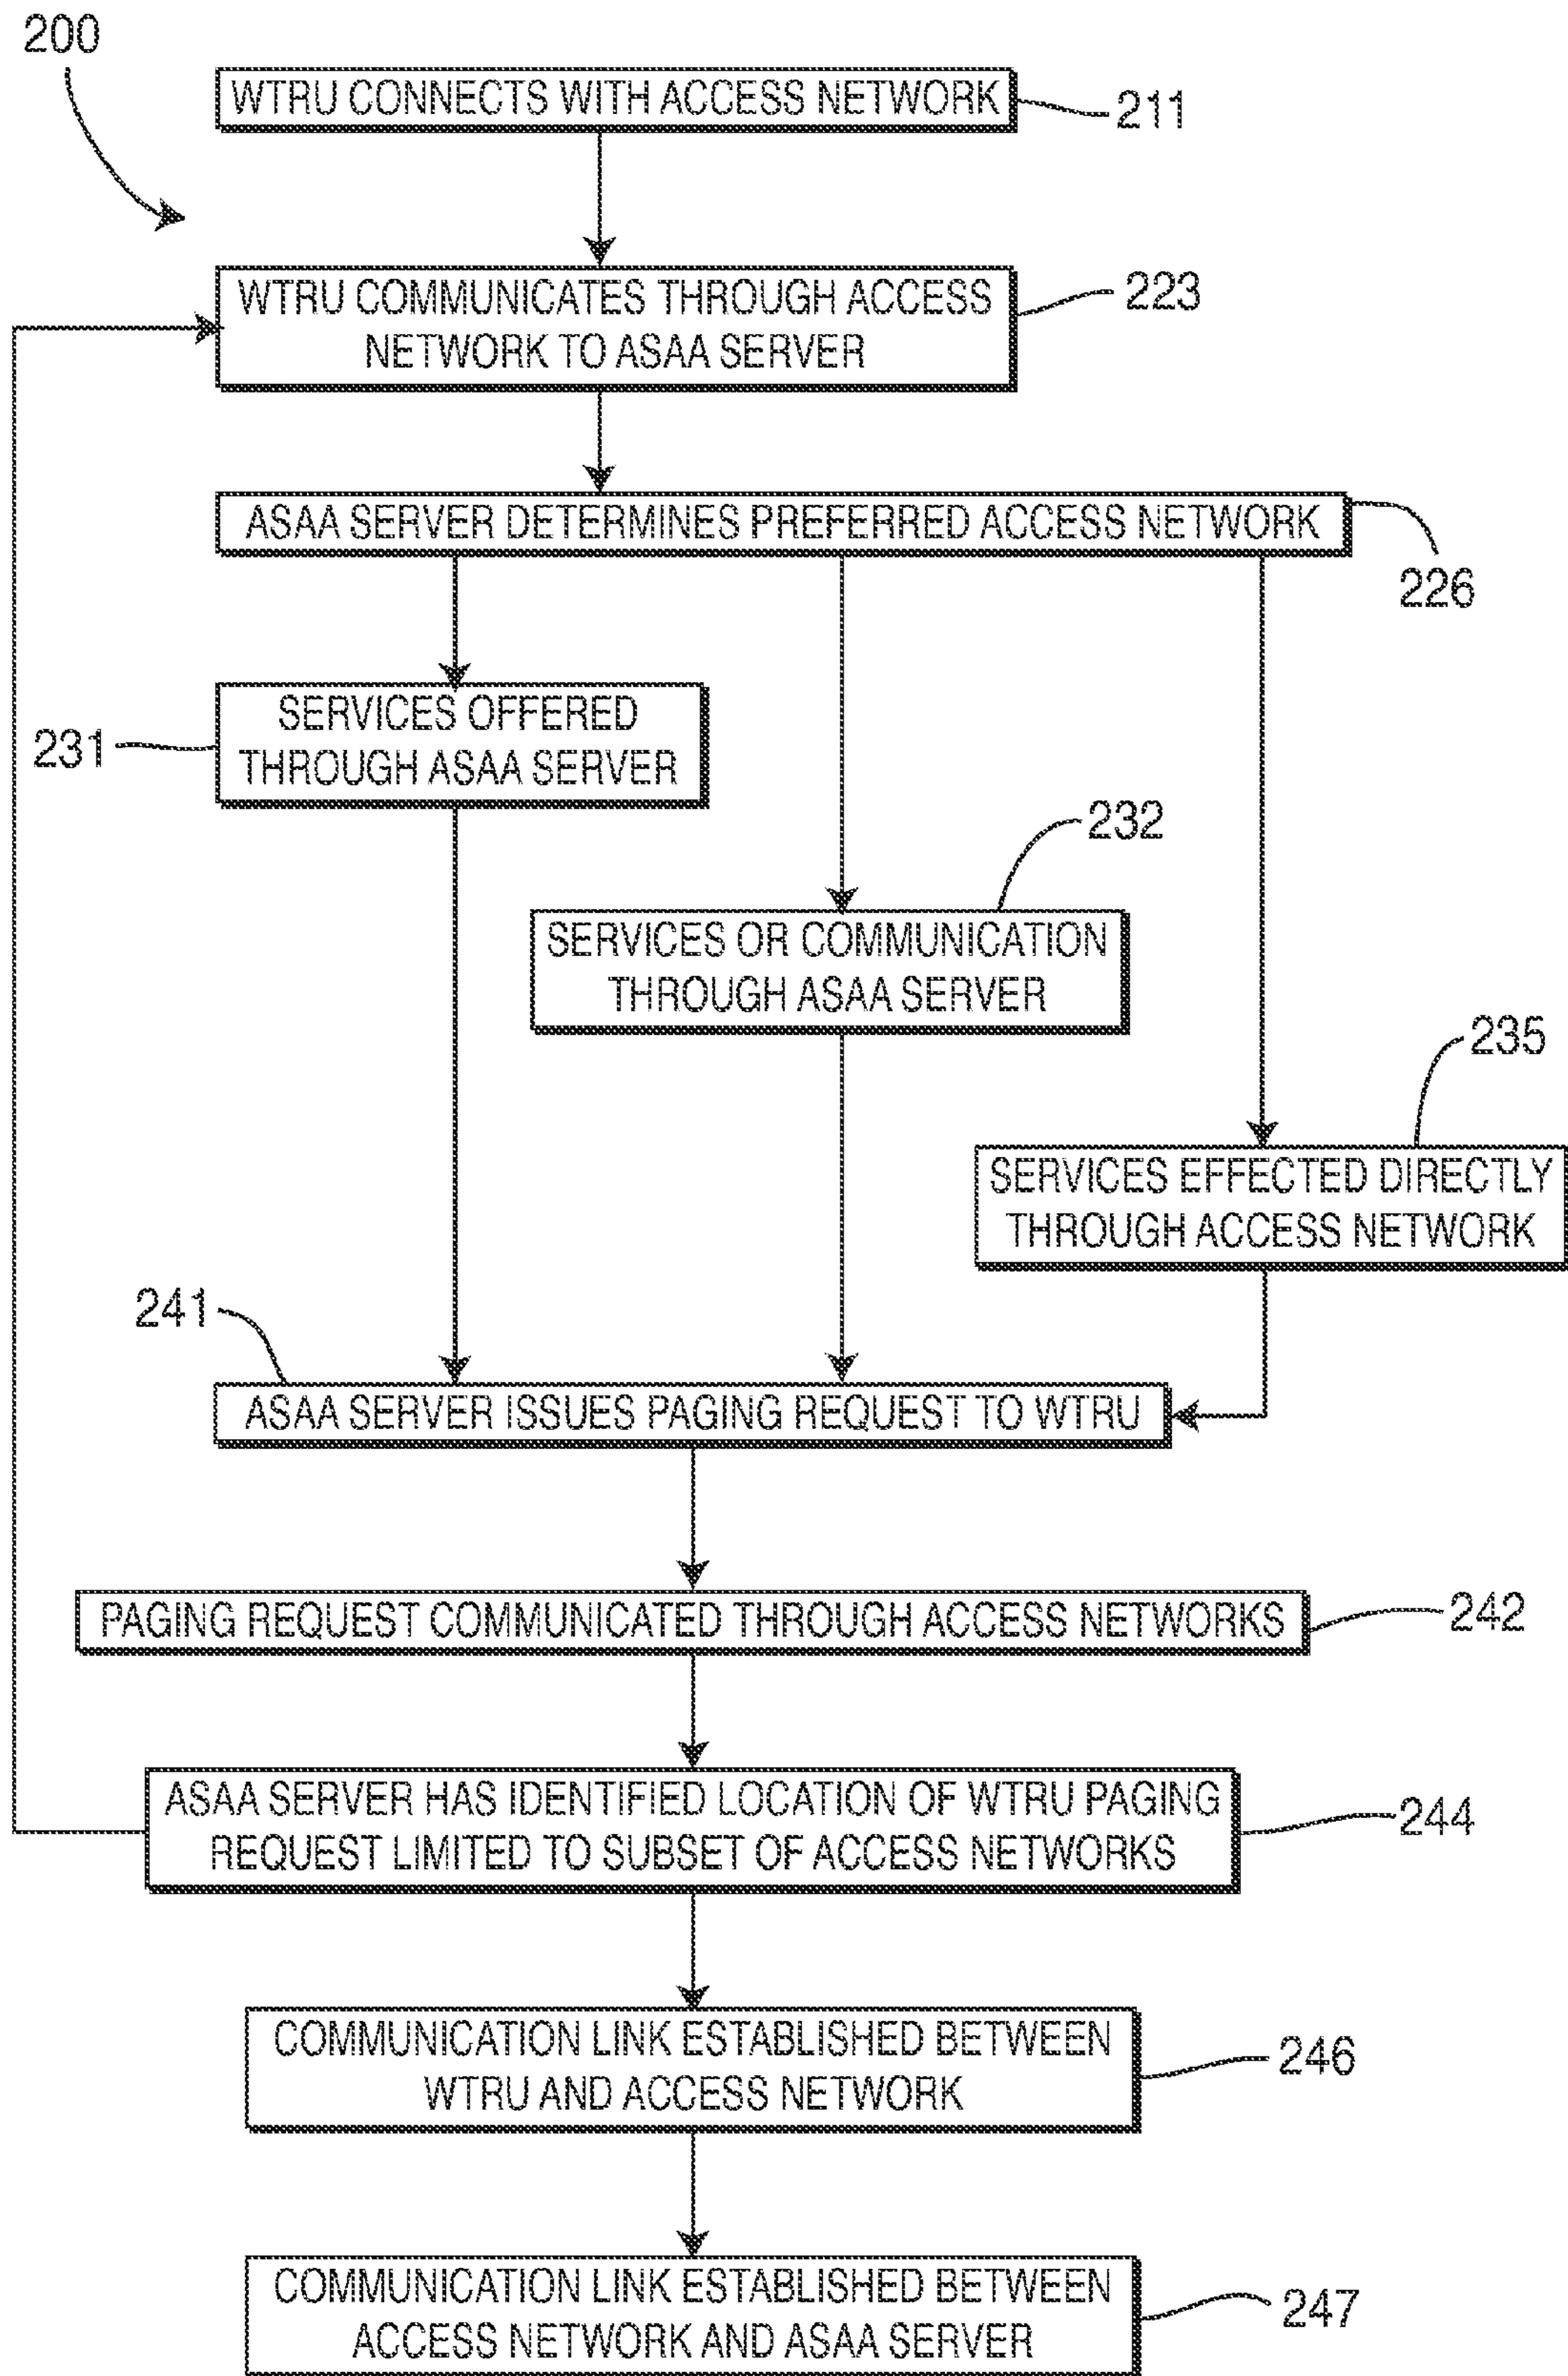 200
WTRU CONNECTS WITH ACCESS NETWORK
211
WTRU COMMUNICATES THROUGH ACCESS
NETWORK TO ASAA SERVER
223
ASAA SERVER DETERMINES PREFERRED ACCESS NETWORK
226
SERVICES OFFERED
THROUGH ASAA SERVER
231
232
SERVICES OR COMMUNICATION
THROUGH ASAA SERVER
235
SERVICES EFFECTED DIRECTLY
THROUGH ACCESS NETWORK
241
ASAA SERVER ISSUES PAGING REQUEST TO WTRU
PAGING REQUEST COMMUNICATED THROUGH ACCESS NETWORKS
242
ASAA SERVER HAS IDENTIFIED LOCATION OF WTRU PAGING
REQUEST LIMITED TO SUBSET OF ACCESS NETWORKS
244
COMMUNICATION LINK ESTABLISHED BETWEEN
WTRU AND ACCESS NETWORK
246
COMMUNICATION LINK ESTABLISHED BETWEEN
ACCESS NETWORK AND ASAA SERVER
247